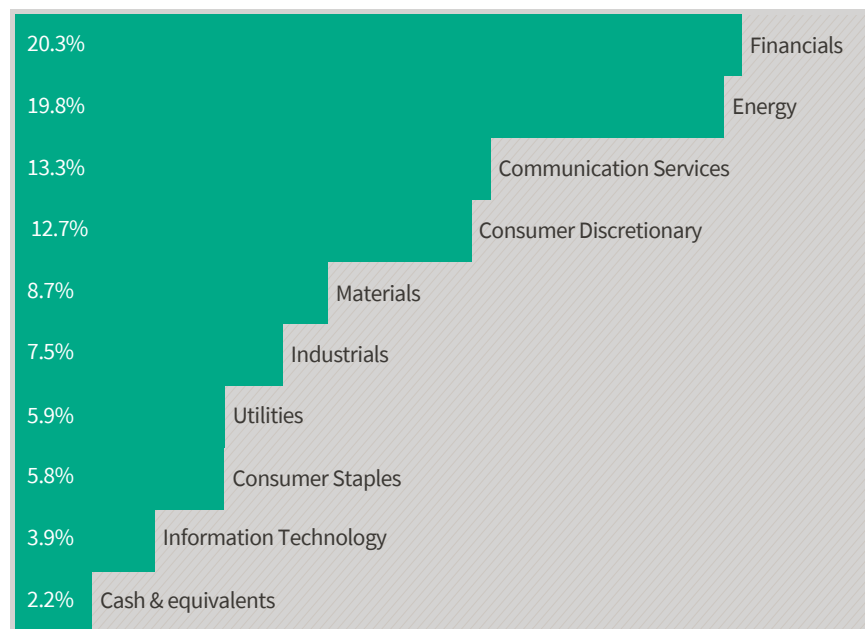 20.3% Financials
19.8% Energy
13.3% Communication Services
12.7% Consumer Discretionary
8.7% Materials
7.5% Industrials
5.9% Utilities
5.8% Consumer Staples
3.9% Information Technology
2.2% Cash & equivalents